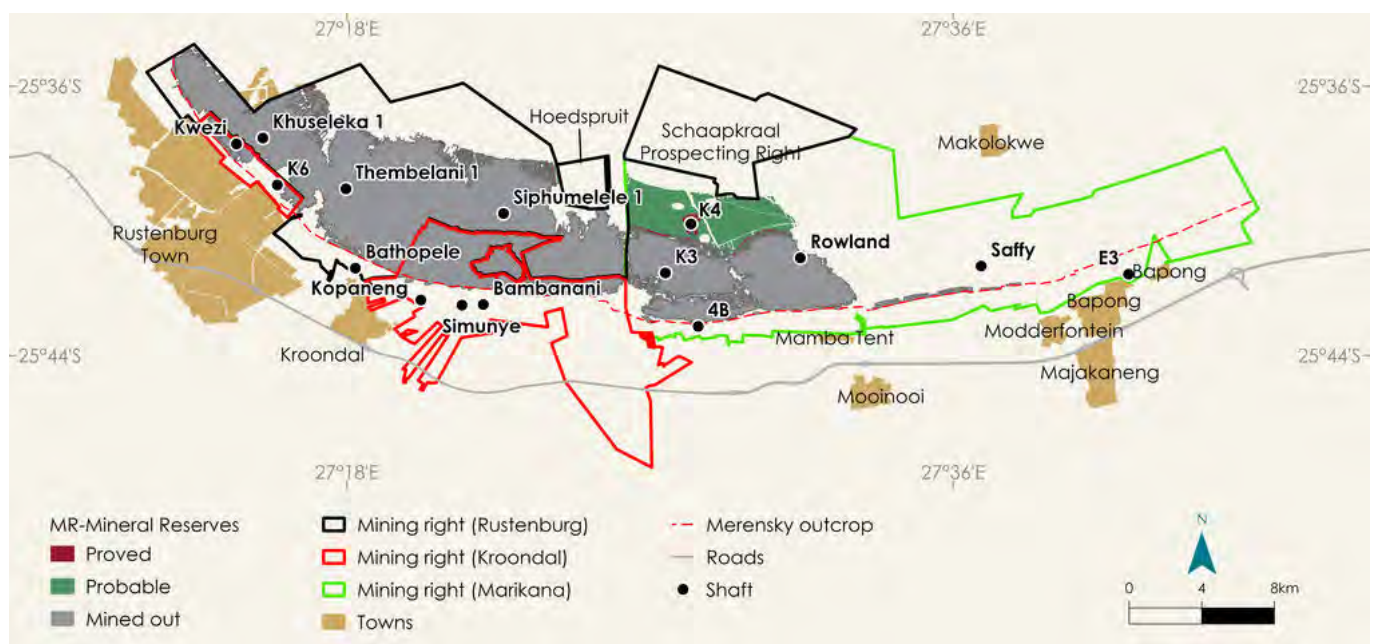 27°18'E
27°36'E
25°36'S
25°36'S
Hoedspruit
Khuseleka 1
Kwezi
Schaapkraal
Prospecting Right
Makolokwe
K6
Thembelani 1
Siphumelele 1
K4
Rustenburg
Town
Bathopele
K3
Rowland
Saffy
E3
Bapong
Kopaneng
Bambanani
Bapong
Simunye
4B
Modderfontein
Mamba Tent
Kroondal
25°44'S
25°44'S
Majakaneng
Mooinooi
27°18'E
27°36'E
MR-Mineral Reserves
Proved
Probable
Mined out
Mining right (Rustenburg)
Mining right (Kroondal)
Mining right (Marikana)
Towns
Merensky outcrop
Roads
Shaft
N
0 4 8km